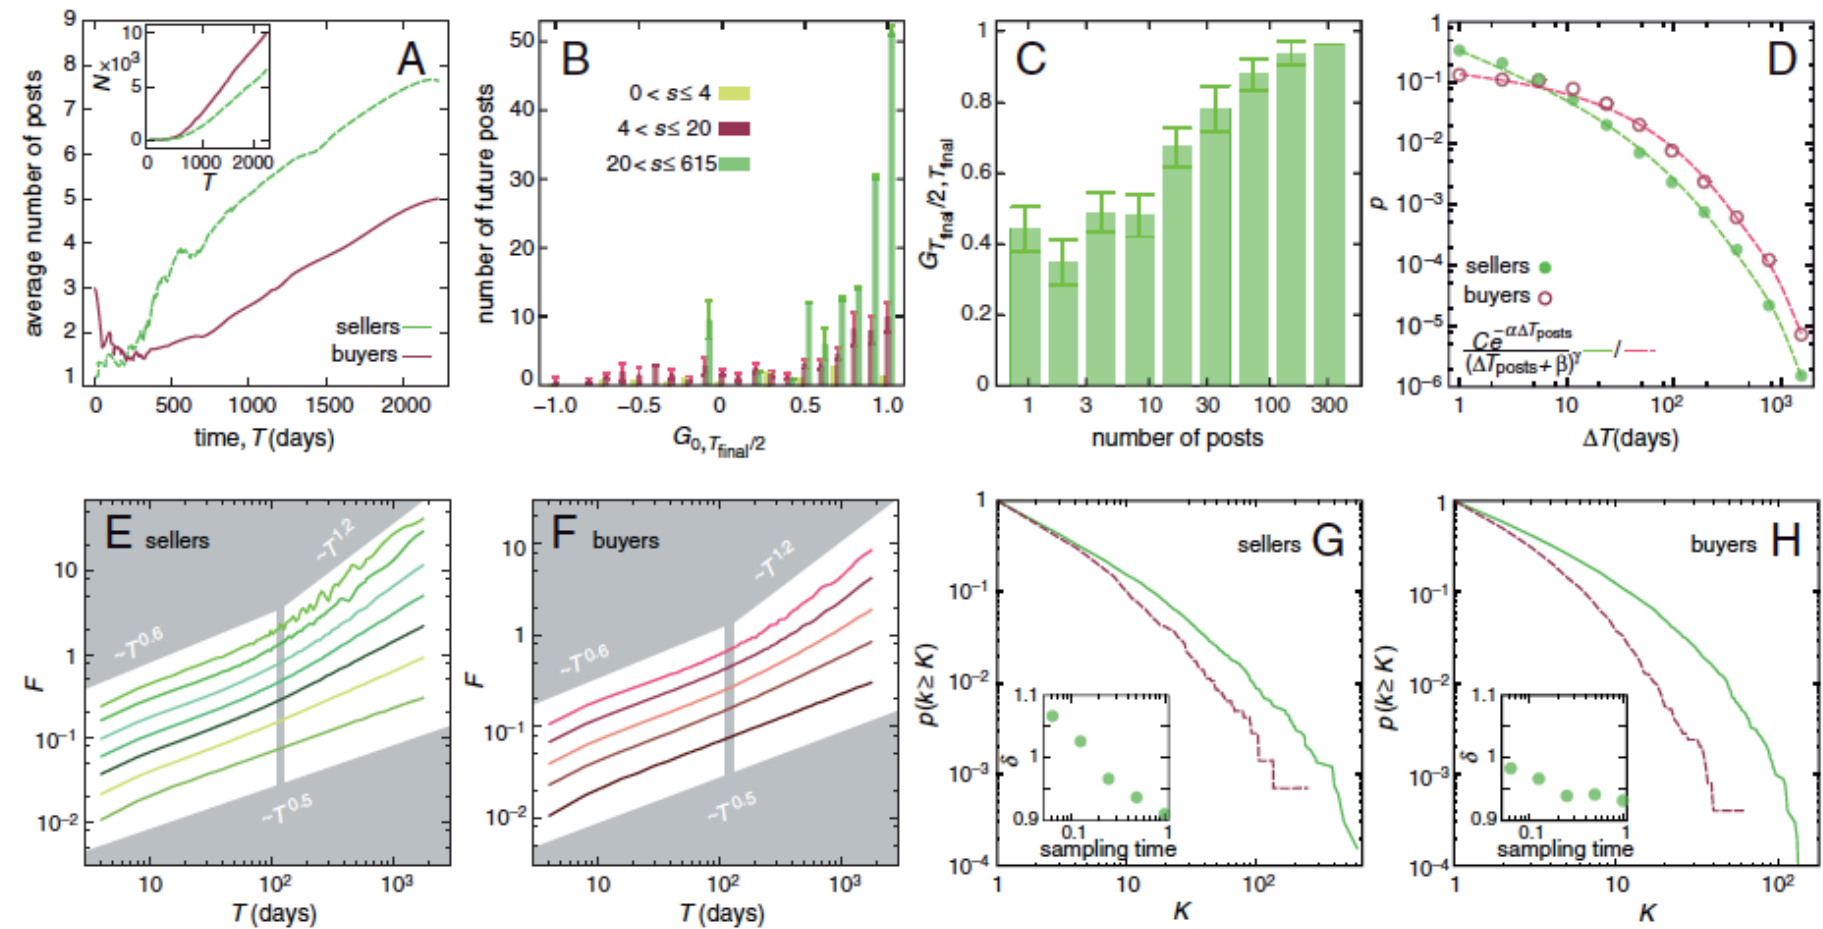 A
average number of posts
9
8
7
6
5
4
3
2
1
0 500 1000 1500 2000
time, T(days)
sellers
buyers
N ×10³
10
5
0
0 1000 2000
T
B
number of future posts
50
40
30
20
10
0
0 < s ≤ 4
4 < s ≤ 20
20 < s ≤ 615
−1.0 −0.5 0 0.5 1.0
G₀, T_final/2
C
G T_final/2, T_final
1
0.8
0.6
0.4
0.2
0
1 3 10 30 100 300
number of posts
D
p
1
10⁻¹
10⁻²
10⁻³
10⁻⁴
10⁻⁵
10⁻⁶
sellers
buyers
Ce^−αΔT_posts
(ΔT_posts + β)^γ
/
1 10 10² 10³
ΔT(days)
E sellers
F
10
1
10⁻¹
10⁻²
~T^1.2
~T^0.6
~T^0.5
10 10² 10³
T (days)
F buyers
F
10
1
10⁻¹
10⁻²
~T^1.2
~T^0.6
~T^0.5
10 10² 10³
T (days)
sellers G
p(k ≥ K)
1
10⁻¹
10⁻²
10⁻³
10⁻⁴
δ
1.1
1
0.9
0.1 1
sampling time
1 10 10²
K
buyers H
p(k ≥ K)
1
10⁻¹
10⁻²
10⁻³
10⁻⁴
δ
1.1
1
0.9
0.1 1
sampling time
1 10 10²
K